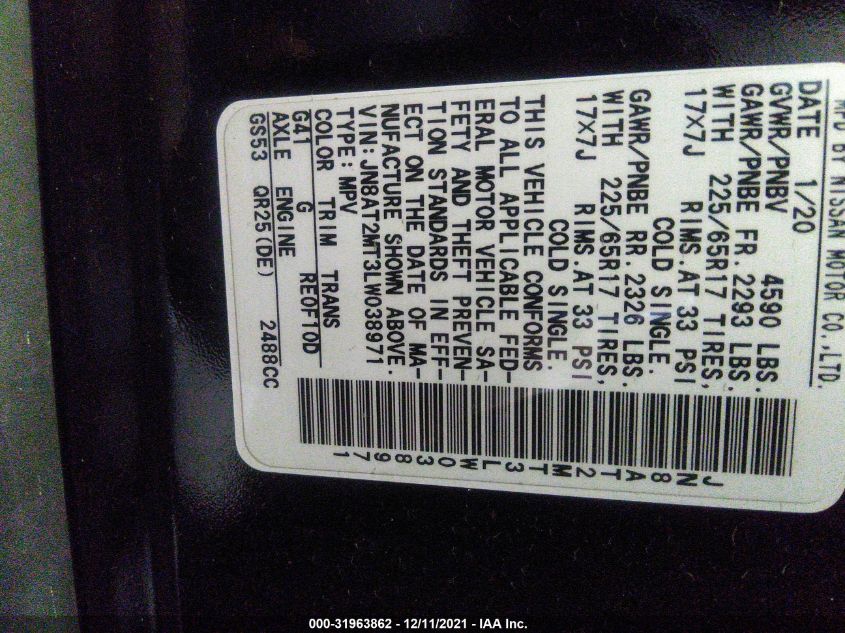 MFD BY NISSAN MOTOR CO.,LTD.
DATE 1/20
GVWR/PNBV 4590 LBS.
GAWR/PNBE FR. 2293 LBS.
WITH 225/65R17 TIRES,
17X7J RIMS.AT 33 PSI
COLD SINGLE.
GAWR/PNBE RR. 2326 LBS.
WITH 225/65R17 TIRES,
17X7J RIMS AT 33 PSI
COLD SINGLE.
THIS VEHICLE CONFORMS
TO ALL APPLICABLE FED-
ERAL MOTOR VEHICLE SA-
FETY AND THEFT PREVEN-
TION STANDARDS IN EFF-
ECT ON THE DATE OF MA-
NUFACTURE SHOWN ABOVE.
VIN: JN8AT2MT3LW038971
TYPE: MPV
COLOR TRIM TRANS
G41 G RE0F10D
AXLE ENGINE
GS53 QR25(DE) 2488CC
JN8AT2MT3LW038971
000-31963862 - 12/11/2021 - IAA Inc.